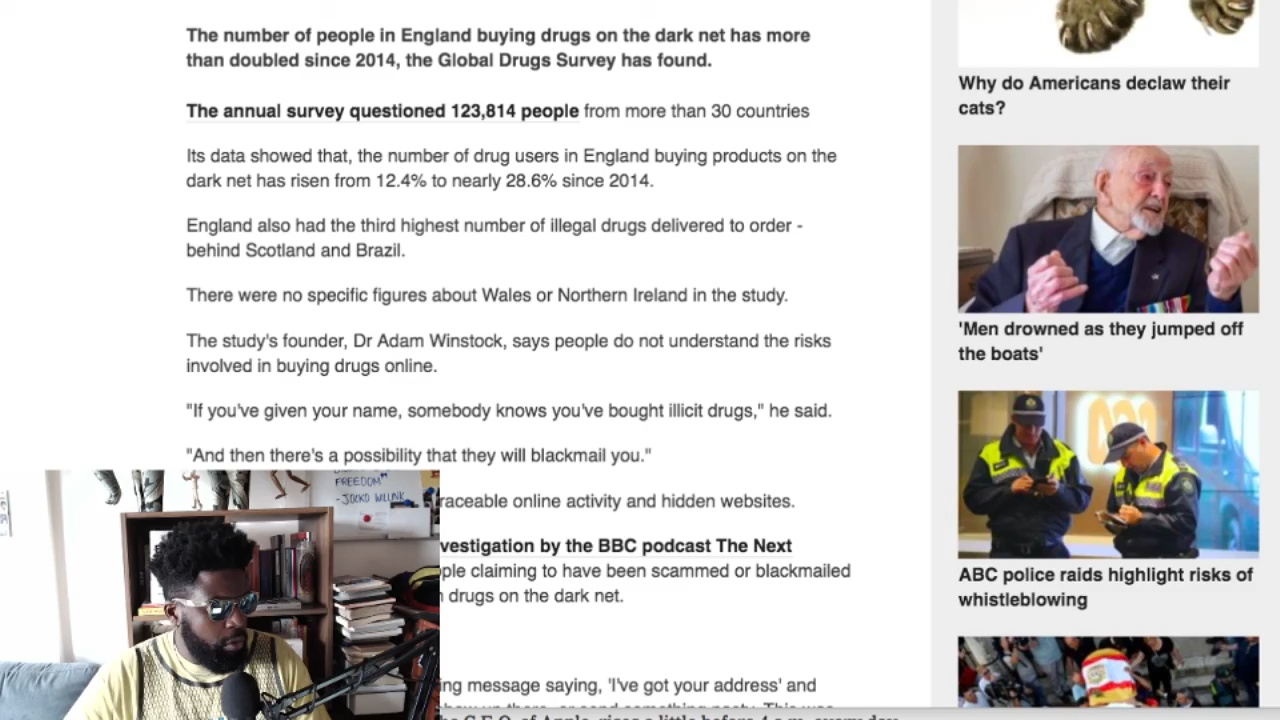 The number of people in England buying drugs on the dark net has more
than doubled since 2014, the Global Drugs Survey has found.
The annual survey questioned 123,814 people from more than 30 countries
Its data showed that, the number of drug users in England buying products on the
dark net has risen from 12.4% to nearly 28.6% since 2014.
England also had the third highest number of illegal drugs delivered to order -
behind Scotland and Brazil.
There were no specific figures about Wales or Northern Ireland in the study.
The study's founder, Dr Adam Winstock, says people do not understand the risks
involved in buying drugs online.
"If you've given your name, somebody knows you've bought illicit drugs," he said.
"And then there's a possibility that they will blackmail you."
raceable online activity and hidden websites.
vestigation by the BBC podcast The Next
ple claiming to have been scammed or blackmailed
drugs on the dark net.
ing message saying, 'I've got your address' and
C.E.O. of Apple, rises a little before 4 a.m. every day
Why do Americans declaw their
cats?
'Men drowned as they jumped off
the boats'
ABC police raids highlight risks of
whistleblowing
FREEDOM"
-JOCKO WILLINK